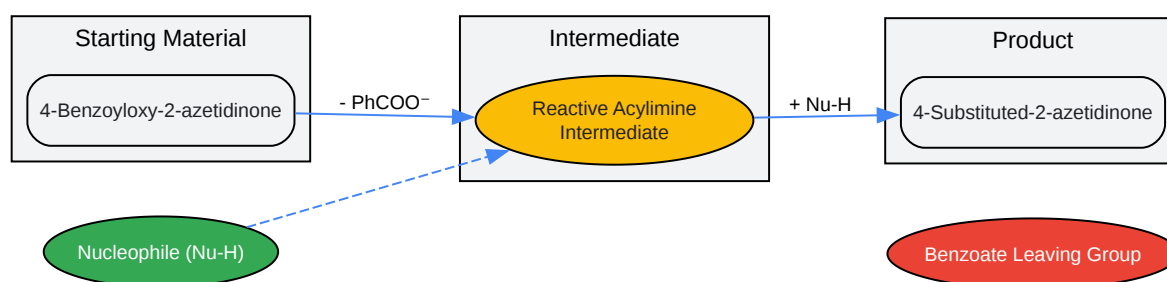 Starting Material
4-Benzoyloxy-2-azetidinone
- PhCOO⁻
Intermediate
Reactive Acylimine
Intermediate
+ Nu-H
Product
4-Substituted-2-azetidinone
Nucleophile (Nu-H)
Benzoate Leaving Group